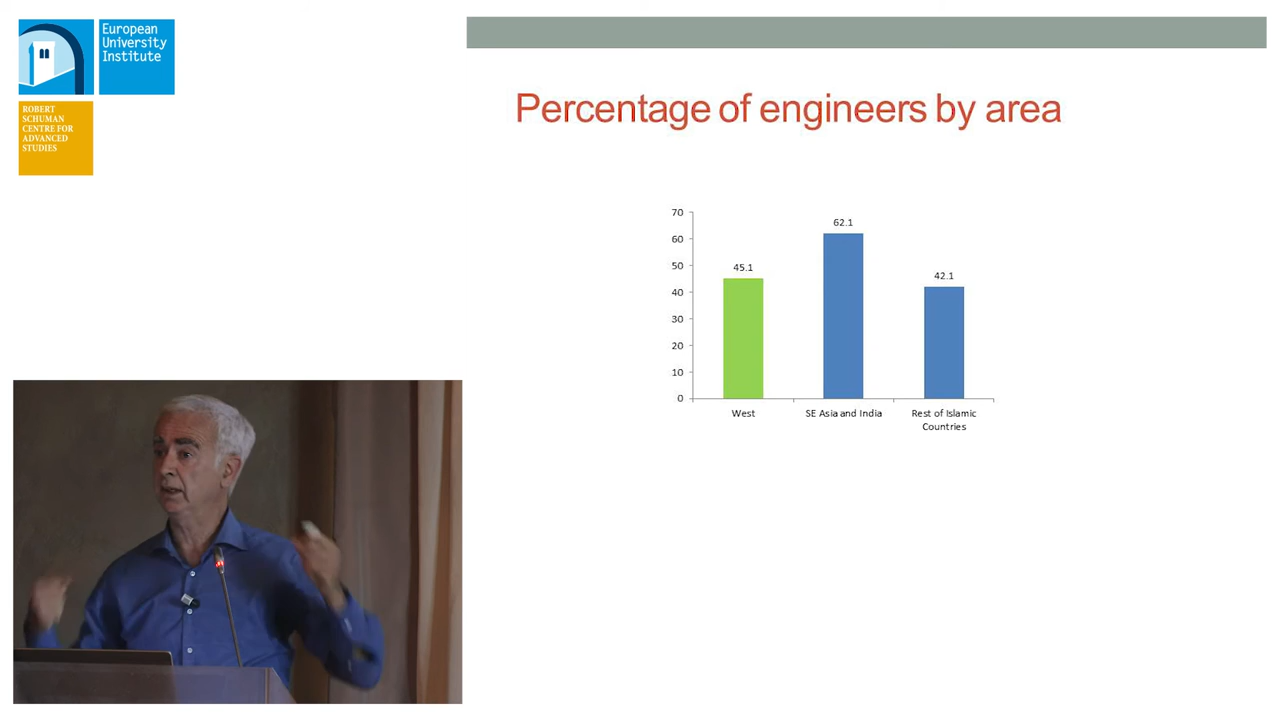 European
University
Institute
ROBERT
SCHUMAN
CENTRE FOR
ADVANCED
STUDIES
Percentage of engineers by area
70
60
50
40
30
20
10
0
45.1
62.1
42.1
West
SE Asia and India
Rest of Islamic
Countries